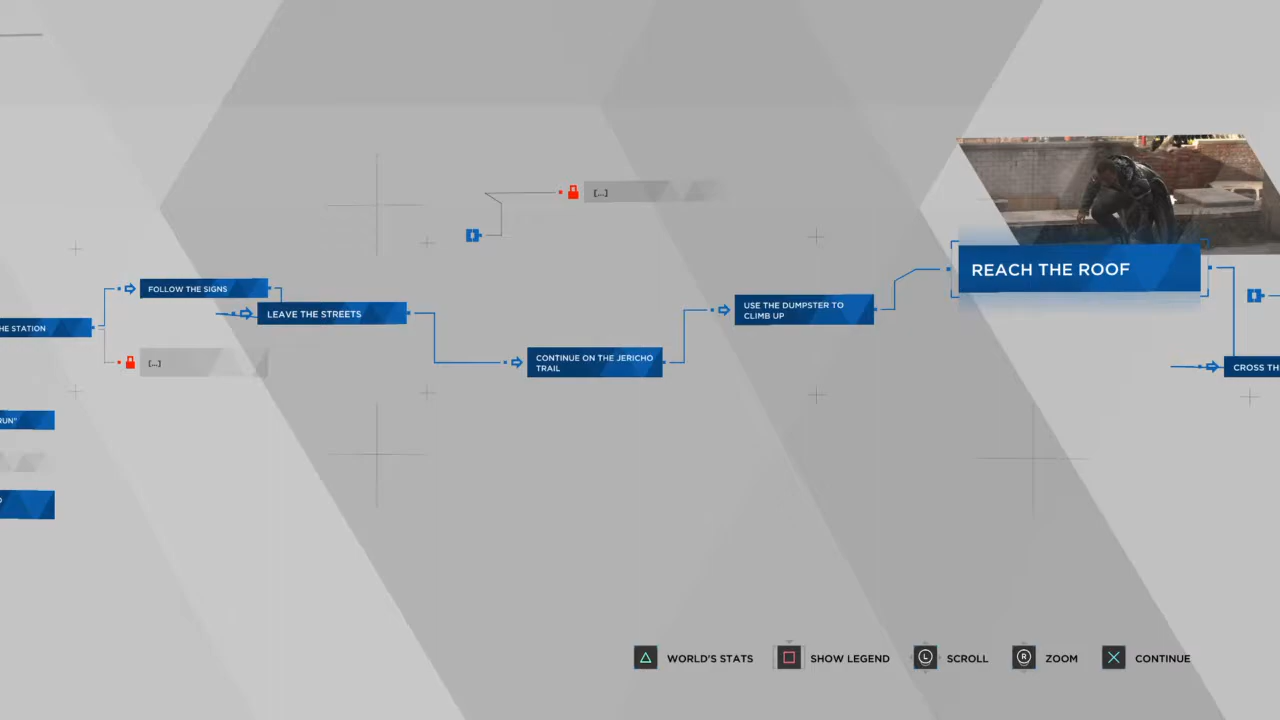 [...]
FOLLOW THE SIGNS
LEAVE THE STREETS
HE STATION
[...]
RUN"
CONTINUE ON THE JERICHO
TRAIL
USE THE DUMPSTER TO
CLIMB UP
REACH THE ROOF
CROSS TH
WORLD'S STATS
SHOW LEGEND
L
SCROLL
R
ZOOM
CONTINUE